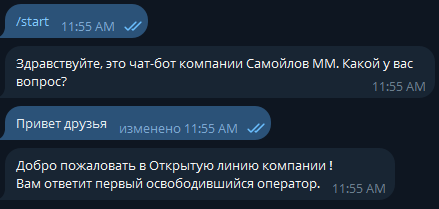 /start 11:55 AM
Здравствуйте, это чат-бот компании Самойлов ММ. Какой у вас
вопрос?
11:55 AM
Привет друзья изменено 11:55 AM
Добро пожаловать в Открытую линию компании !
Вам ответит первый освободившийся оператор. 11:55 AM